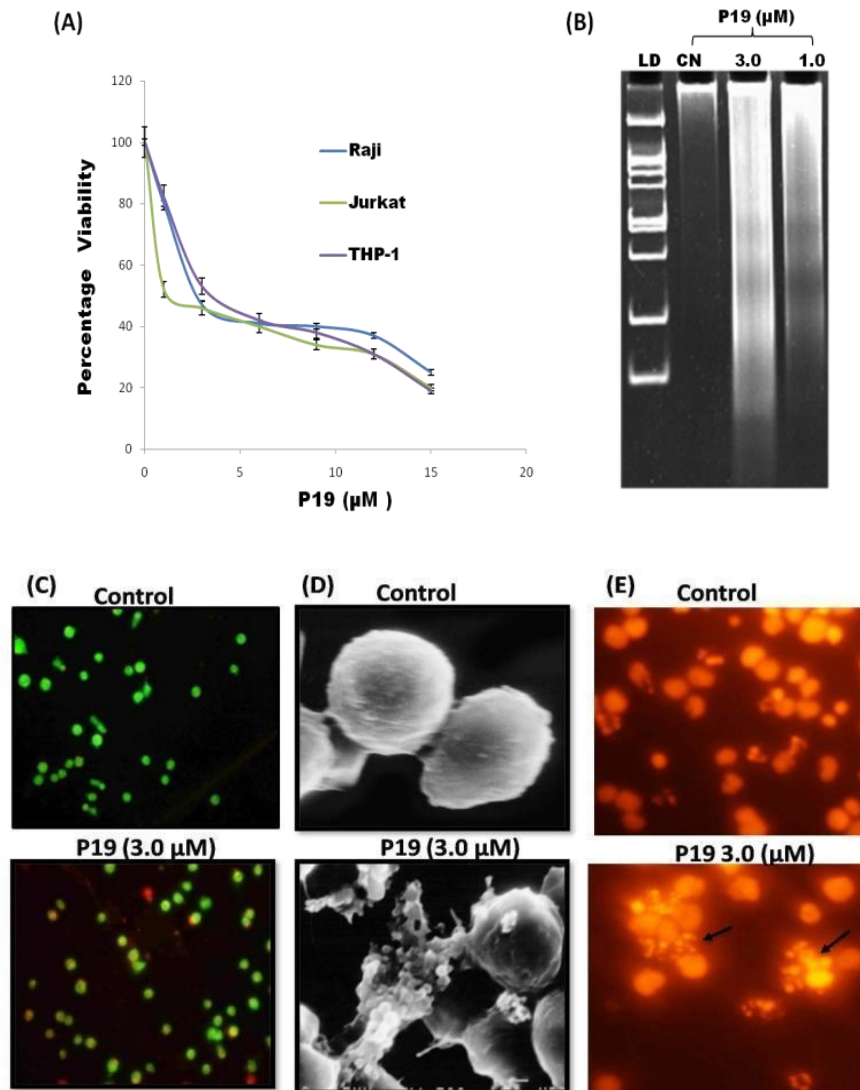 (A)
120
100
80
60
40
20
0
0 5 10 15 20
Percentage Viability
P19 (µM )
Raji
Jurkat
THP-1
(B)
P19 (µM)
LD CN 3.0 1.0
(C)
Control
P19 (3.0 µM)
(D)
Control
P19 (3.0 µM)
(E)
Control
P19 3.0 (µM)